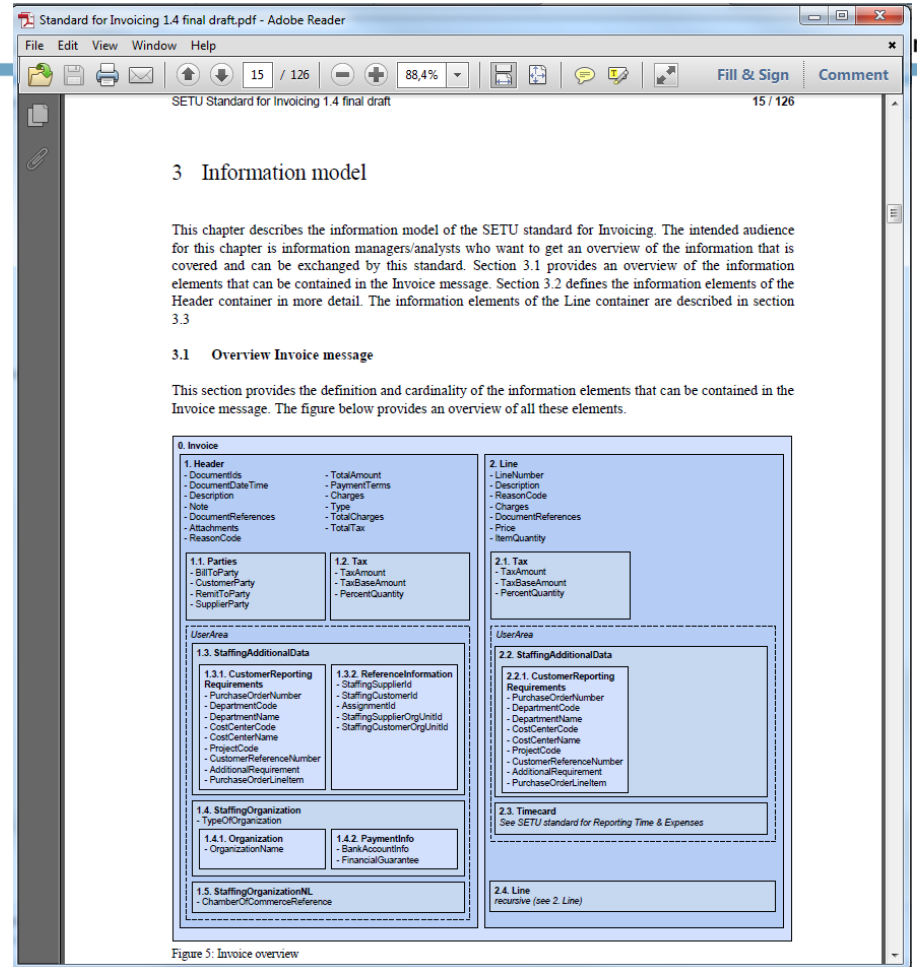 Standard for Invoicing 1.4 final draft.pdf - Adobe Reader
File Edit View Window Help
15 / 126
88,4%
Fill & Sign
Comment
SETU Standard for Invoicing 1.4 final draft 15 / 126
3 Information model
This chapter describes the information model of the SETU standard for Invoicing. The intended audience
for this chapter is information managers/analysts who want to get an overview of the information that is
covered and can be exchanged by this standard. Section 3.1 provides an overview of the information
elements that can be contained in the Invoice message. Section 3.2 defines the information elements of the
Header container in more detail. The information elements of the Line container are described in section
3.3
3.1 Overview Invoice message
This section provides the definition and cardinality of the information elements that can be contained in the
Invoice message. The figure below provides an overview of all these elements.
0. Invoice
1. Header
- DocumentIds
- DocumentDateTime
- Description
- Note
- DocumentReferences
- Attachments
- ReasonCode
- TotalAmount
- PaymentTerms
- Charges
- Type
- TotalCharges
- TotalTax
1.1. Parties
- BillToParty
- CustomerParty
- RemitToParty
- SupplierParty
1.2. Tax
- TaxAmount
- TaxBaseAmount
- PercentQuantity
UserArea
1.3. StaffingAdditionalData
1.3.1. CustomerReporting
Requirements
- PurchaseOrderNumber
- DepartmentCode
- DepartmentName
- CostCenterCode
- CostCenterName
- ProjectCode
- CustomerReferenceNumber
- AdditionalRequirement
- PurchaseOrderLineItem
1.3.2. ReferenceInformation
- StaffingSupplierId
- StaffingCustomerId
- AssignmentId
- StaffingSupplierOrgUnitId
- StaffingCustomerOrgUnitId
1.4. StaffingOrganization
- TypeOfOrganization
1.4.1. Organization
- OrganizationName
1.4.2. PaymentInfo
- BankAccountInfo
- FinancialGuarantee
1.5. StaffingOrganizationNL
- ChamberOfCommerceReference
2. Line
- LineNumber
- Description
- ReasonCode
- Charges
- DocumentReferences
- Price
- ItemQuantity
2.1. Tax
- TaxAmount
- TaxBaseAmount
- PercentQuantity
UserArea
2.2. StaffingAdditionalData
2.2.1. CustomerReporting
Requirements
- PurchaseOrderNumber
- DepartmentCode
- DepartmentName
- CostCenterCode
- CostCenterName
- ProjectCode
- CustomerReferenceNumber
- AdditionalRequirement
- PurchaseOrderLineItem
2.3. Timecard
See SETU standard for Reporting Time & Expenses
2.4. Line
recursive (see 2. Line)
Figure 5: Invoice overview